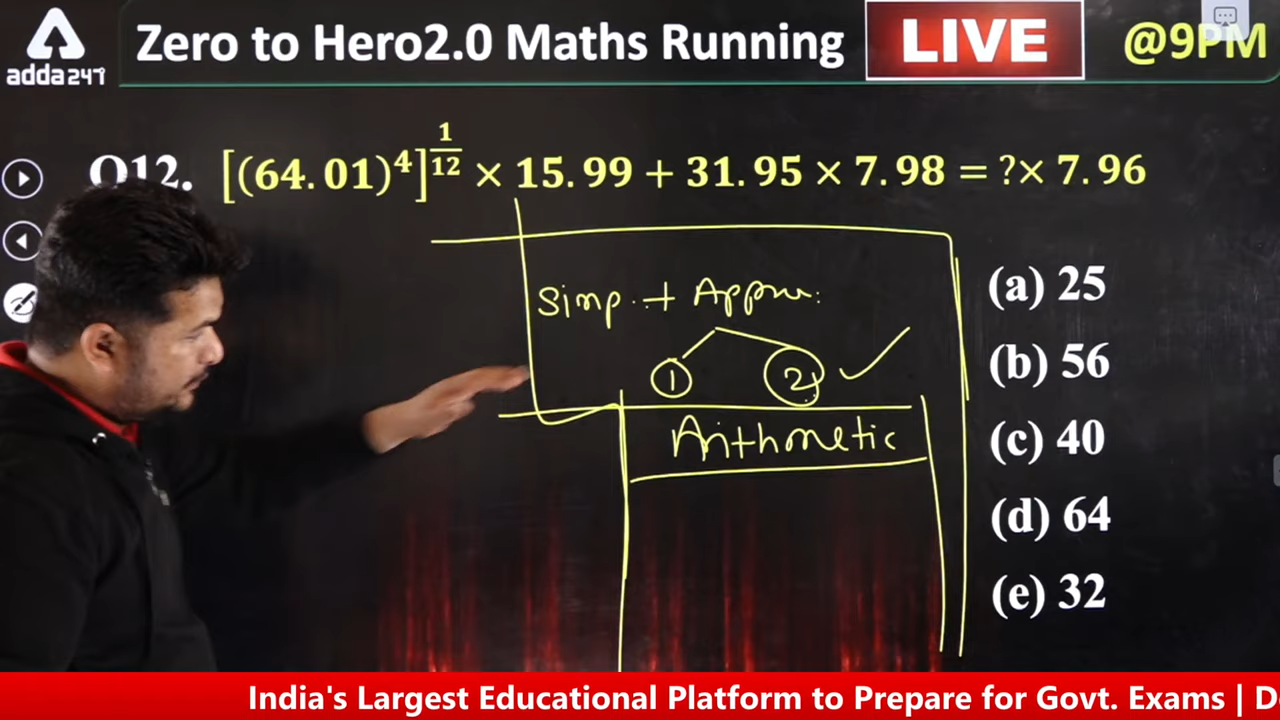 adda247
Zero to Hero2.0 Maths Running
LIVE
@9PM
Q12. [(64.01)⁴]^(1/12) × 15.99 + 31.95 × 7.98 = ?× 7.96
Simp. + Appro.:
1
2
Arithmetic
(a) 25
(b) 56
(c) 40
(d) 64
(e) 32
India's Largest Educational Platform to Prepare for Govt. Exams | D